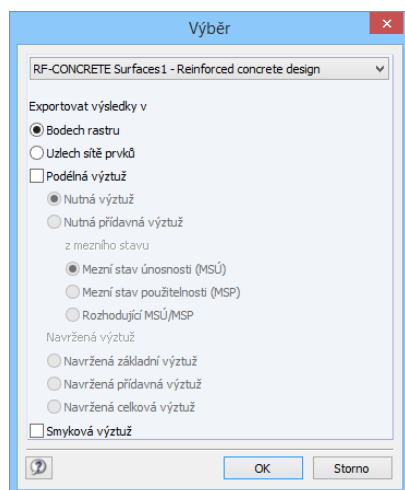 Výběr
RF-CONCRETE Surfaces1 - Reinforced concrete design
Exportovat výsledky v
Bodech rastru
Uzlech sítě prvků
Podélná výztuž
Nutná výztuž
Nutná přídavná výztuž
z mezního stavu
Mezní stav únosnosti (MSÚ)
Mezní stav použitelnosti (MSP)
Rozhodující MSÚ/MSP
Navržená výztuž
Navržená základní výztuž
Navržená přídavná výztuž
Navržená celková výztuž
Smyková výztuž
OK Storno